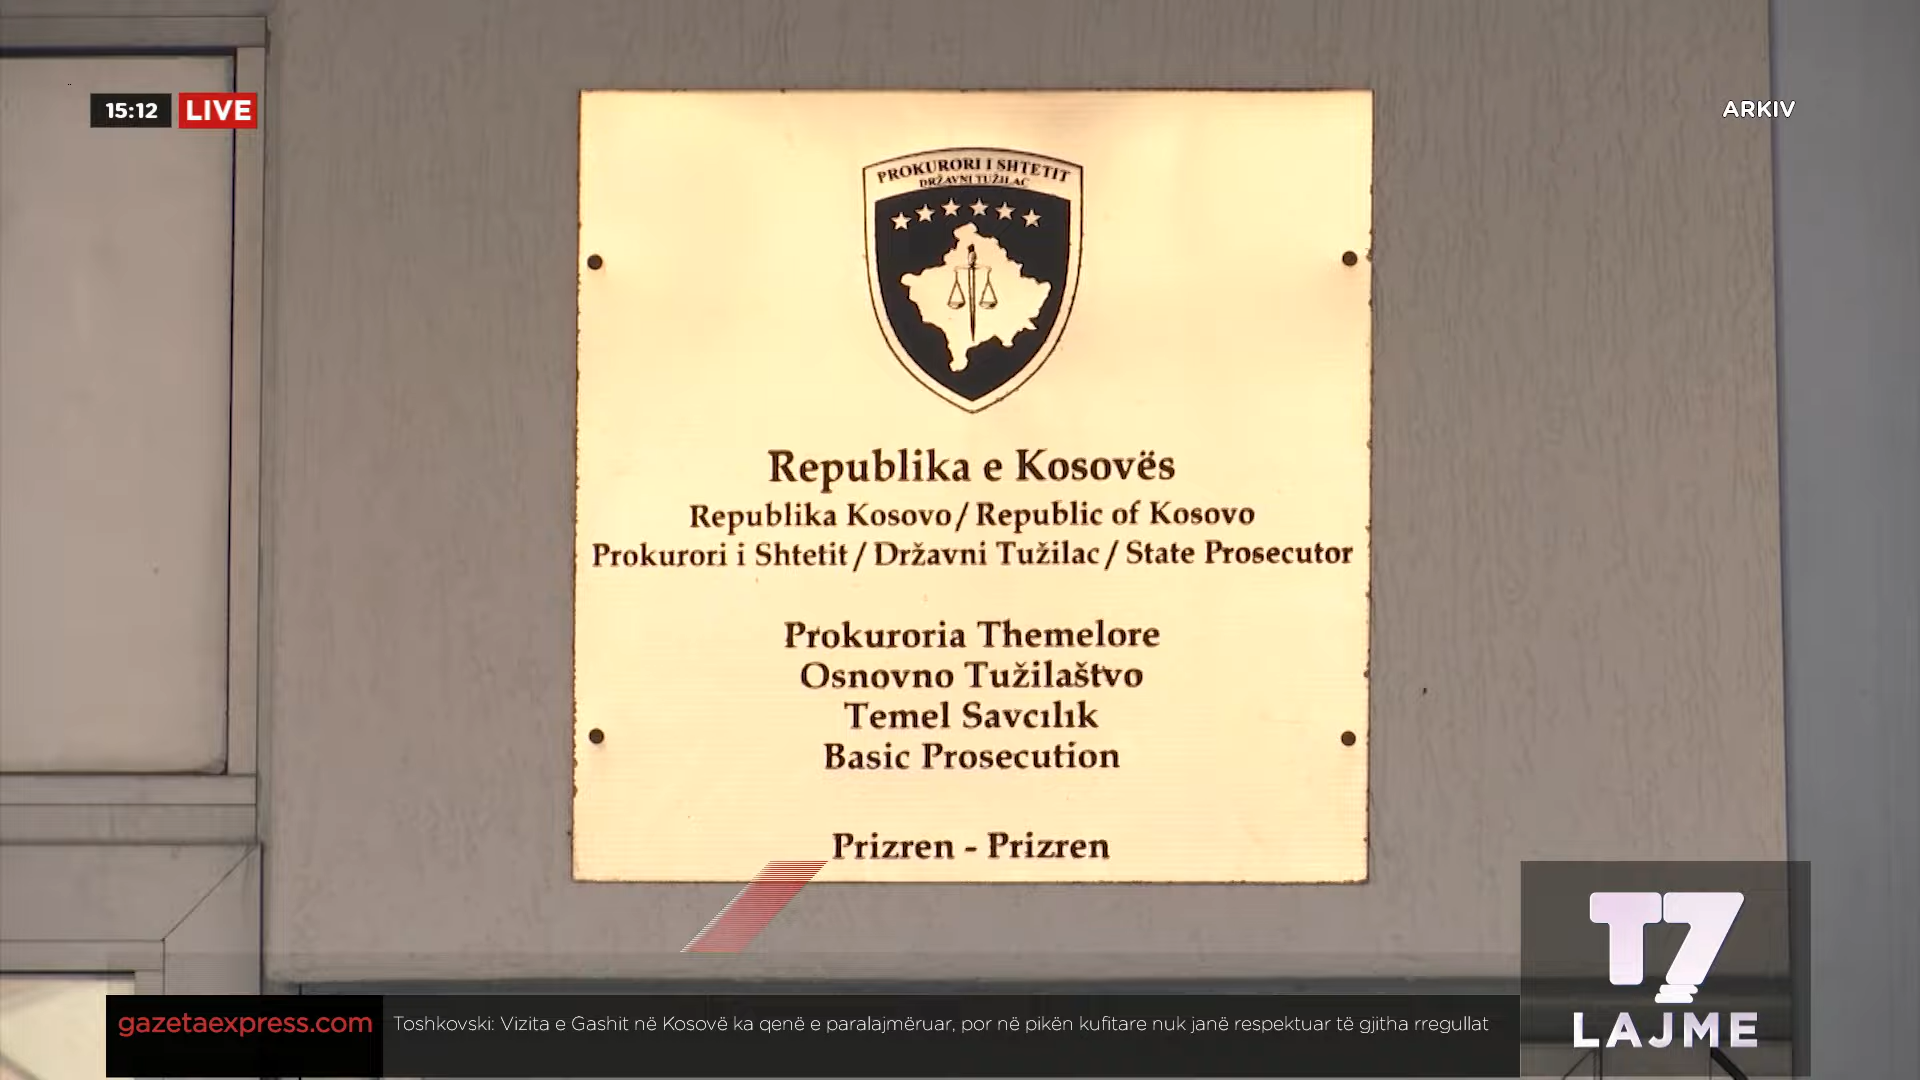 15:12 LIVE
ARKIV
PROKURORI I SHTETIT
DRŽAVNI TUŽILAC
Republika e Kosovës
Republika Kosovo / Republic of Kosovo
Prokurori i Shtetit / Državni Tužilac / State Prosecutor
Prokuroria Themelore
Osnovno Tužilaštvo
Temel Savcılık
Basic Prosecution
Prizren - Prizren
T7
LAJME
gazetaexpress.com Toshkovski: Vizita e Gashit në Kosovë ka qenë e paralajmëruar, por në pikën kufitare nuk janë respektuar të gjitha rregullat